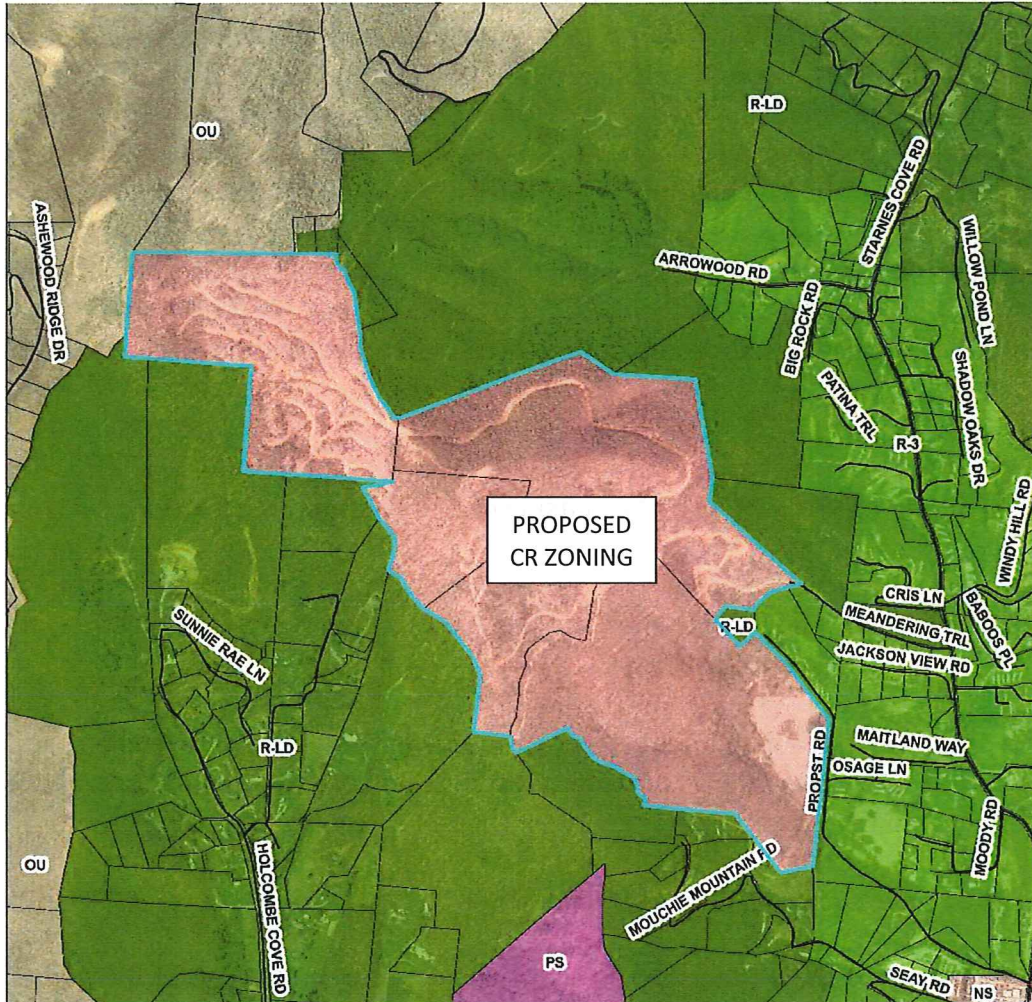 R-LD
OU
STARNES COVE RD
ASHEWOOD RIDGE DR
WILLOW POND LN
ARROWOOD RD
BIG ROCK RD
SHADOW OAKS DR
PATINA TRL
R-3
WINDY HILL RD
PROPOSED
CR ZONING
CRIS LN
BABOOS PL
MEANDERING TRL
R-LD
JACKSON VIEW RD
SUNNIE RAE LN
R-LD
MAITLAND WAY
PROPST RD
OSAGE LN
MOODY RD
OU
HOLCOMBE COVE RD
MOUCHIE MOUNTAIN RD
PS
SEAY RD
NS